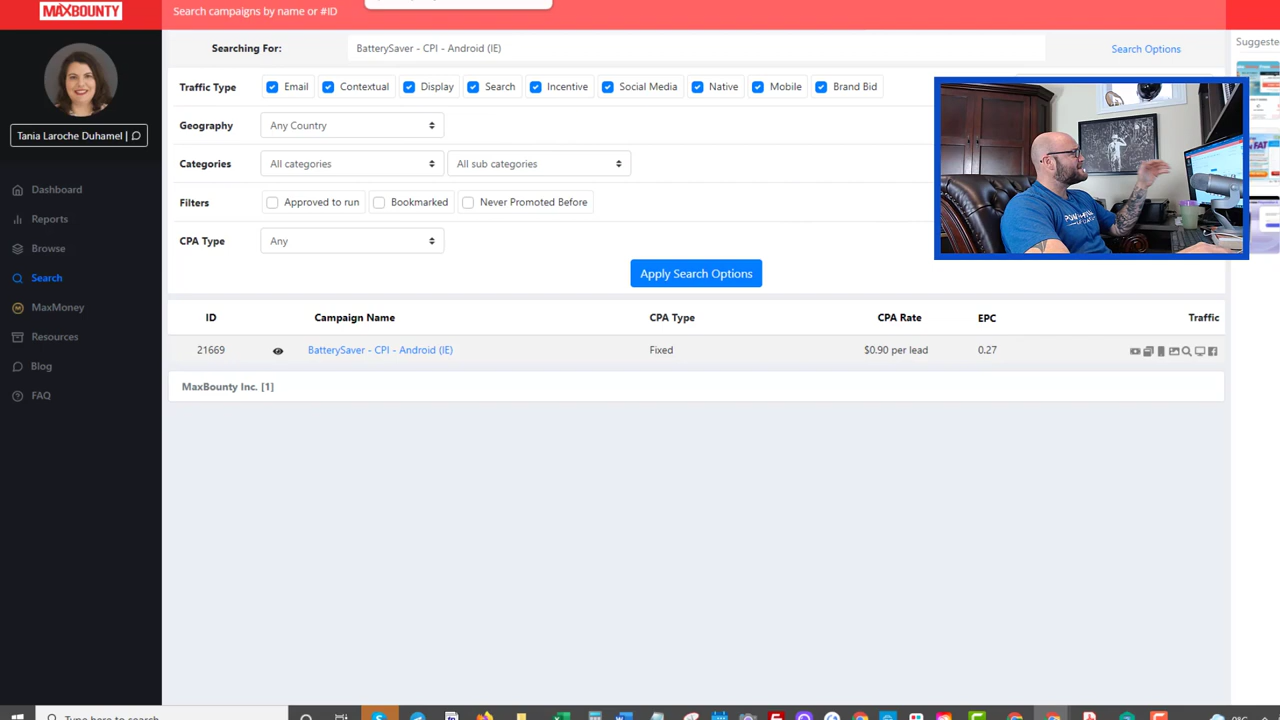 MAXBOUNTY
Search campaigns by name or #ID
Searching For:
BatterySaver - CPI - Android (IE)
Search Options
Suggeste
Tania Laroche Duhamel |
Traffic Type
Email
Contextual
Display
Search
Incentive
Social Media
Native
Mobile
Brand Bid
Geography
Any Country
Categories
All categories
All sub categories
Filters
Approved to run
Bookmarked
Never Promoted Before
CPA Type
Any
Apply Search Options
Dashboard
Reports
Browse
Search
MaxMoney
Resources
Blog
FAQ
ID Campaign Name CPA Type CPA Rate EPC Traffic
21669 BatterySaver - CPI - Android (IE) Fixed $0.90 per lead 0.27
MaxBounty Inc. [1]
Type here to search